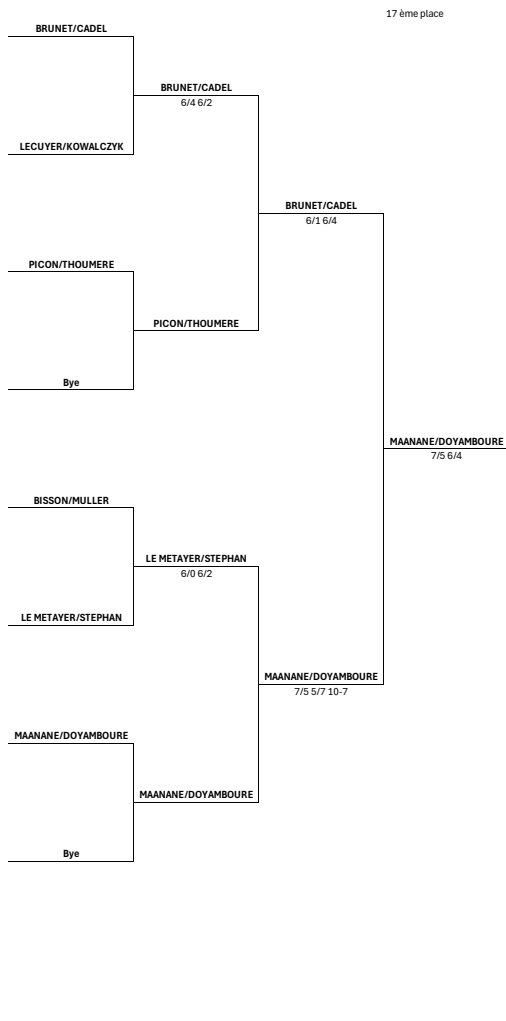 17 ème place
BRUNET/CADEL
BRUNET/CADEL
6/4 6/2
LECUYER/KOWALCZYK
BRUNET/CADEL
6/1 6/4
PICON/THOUMERE
PICON/THOUMERE
Bye
MAANANE/DOYAMBOURE
7/5 6/4
BISSON/MULLER
LE METAYER/STEPHAN
6/0 6/2
LE METAYER/STEPHAN
MAANANE/DOYAMBOURE
7/5 5/7 10-7
MAANANE/DOYAMBOURE
MAANANE/DOYAMBOURE
Bye